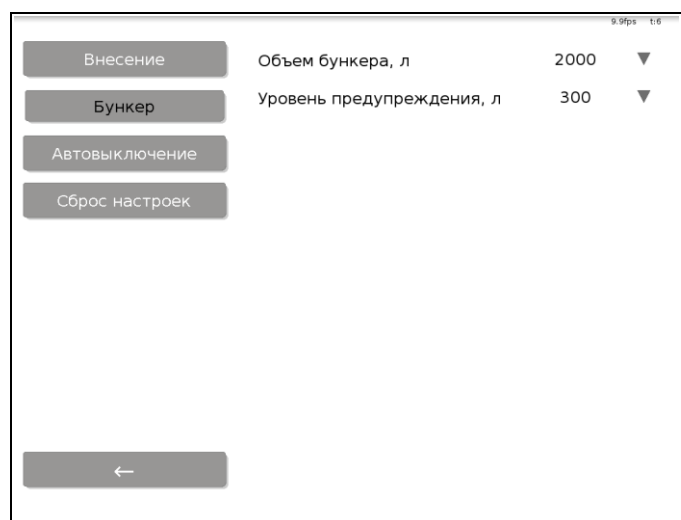 9.9fps t:6
Внесение
Объем бункера, л 2000 ▼
Бункер
Уровень предупреждения, л 300 ▼
Автовыключение
Сброс настроек
←